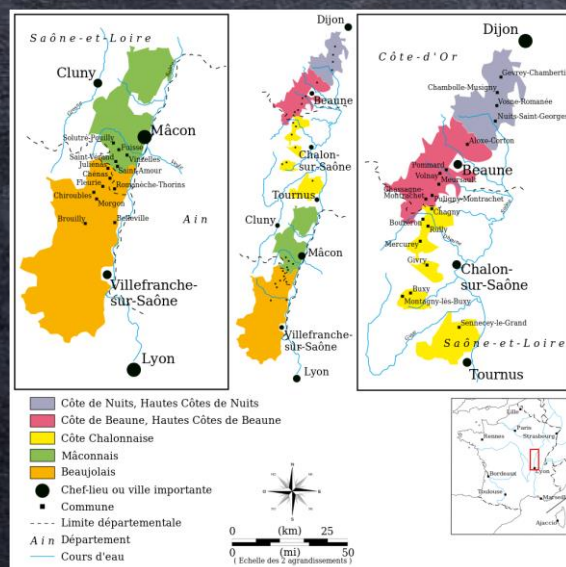 Saône-et-Loire
Cluny
Mâcon
Solutré-Pouilly
Fuissé
Saint-Vérand
Vinzelles
Juliénas
Saint-Amour
Chénas
Fleurie
Romanèche-Thorins
Chiroubles
Morgon
Brouilly
Belleville
Ain
Villefranche-
sur-Saône
Lyon
Dijon
Beaune
Chalon-
sur-Saône
Tournus
Cluny
Mâcon
Villefranche-
sur-Saône
Lyon
Dijon
Côte-d'Or
Gevrey-Chambertin
Chambolle-Musigny
Vosne-Romanée
Nuits-Saint-Georges
Aloxe-Corton
Pommard
Beaune
Volnay
Meursault
Chassagne-
Montrachet
Puligny-Montrachet
Chagny
Bouzeron
Rully
Mercurey
Givry
Chalon-
sur-Saône
Buxy
Montagny-lès-Buxy
Sennecey-le-Grand
Saône-et-Loire
Tournus
Côte de Nuits, Hautes Côtes de Nuits
Côte de Beaune, Hautes Côtes de Beaune
Côte Chalonnaise
Mâconnais
Beaujolais
Chef-lieu ou ville importante
Commune
Limite départementale
Ain Département
Cours d'eau
0 (km) 25
0 (mi) 50
( Echelle des 2 agrandissements )
Lille
Paris
Rennes
Strasbourg
Lyon
Bordeaux
Toulouse
Marseille
Ajaccio